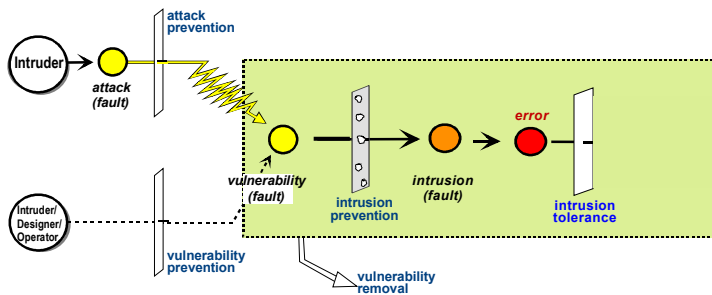 attack
prevention
Intruder
attack
(fault)
error
vulnerability
(fault)
intrusion
prevention
intrusion
(fault)
intrusion
tolerance
Intruder/
Designer/
Operator
vulnerability
prevention
vulnerability
removal